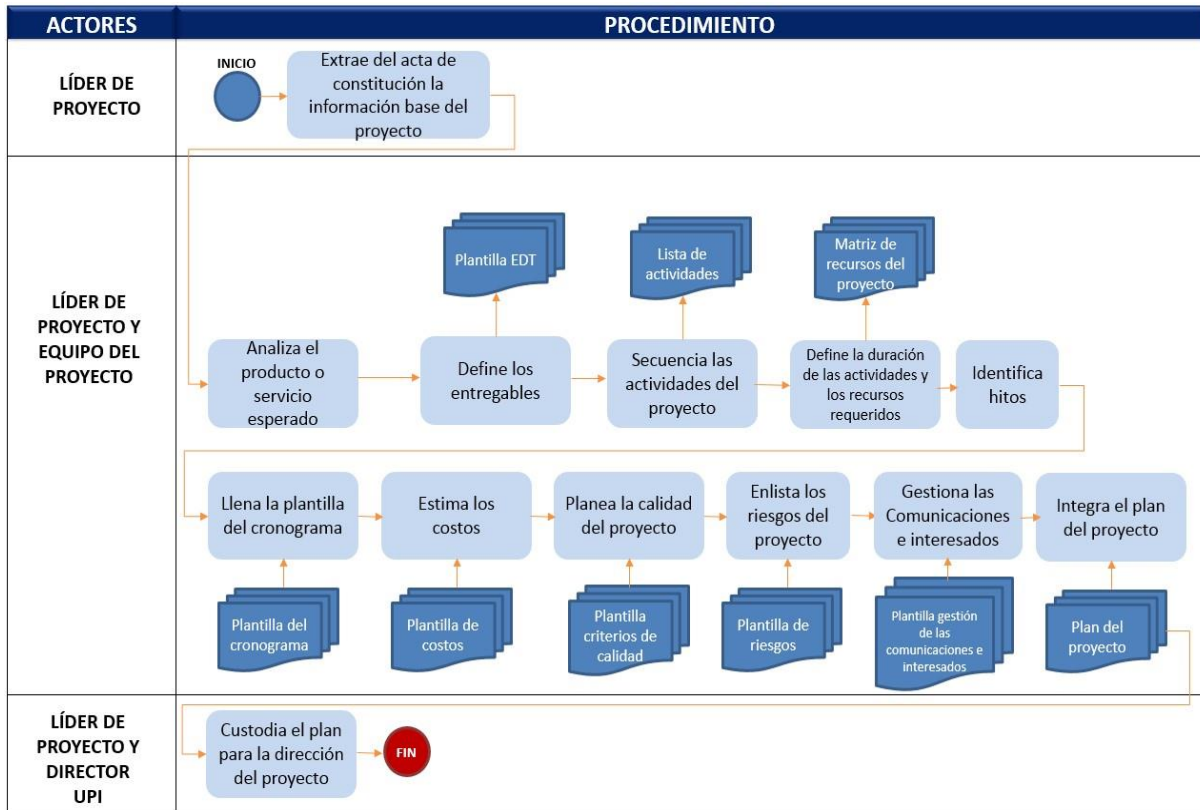 ACTORES
PROCEDIMIENTO
LÍDER DE
PROYECTO
INICIO
Extrae del acta de
constitución la
información base del
proyecto
LÍDER DE
PROYECTO Y
EQUIPO DEL
PROYECTO
Plantilla EDT
Lista de
actividades
Matriz de
recursos del
proyecto
Analiza el
producto o
servicio
esperado
Define los
entregables
Secuencia las
actividades del
proyecto
Define la duración
de las actividades y
los recursos
requeridos
Identifica
hitos
Llena la plantilla
del cronograma
Estima los
costos
Planea la calidad
del proyecto
Enlista los
riesgos del
proyecto
Gestiona las
Comunicaciones
e interesados
Integra el plan
del proyecto
Plantilla del
cronograma
Plantilla de
costos
Plantilla
criterios de
calidad
Plantilla de
riesgos
Plantilla gestión
de las
comunicaciones e
interesados
Plan del
proyecto
LÍDER DE
PROYECTO Y
DIRECTOR
UPI
Custodia el plan
para la dirección
del proyecto
FIN